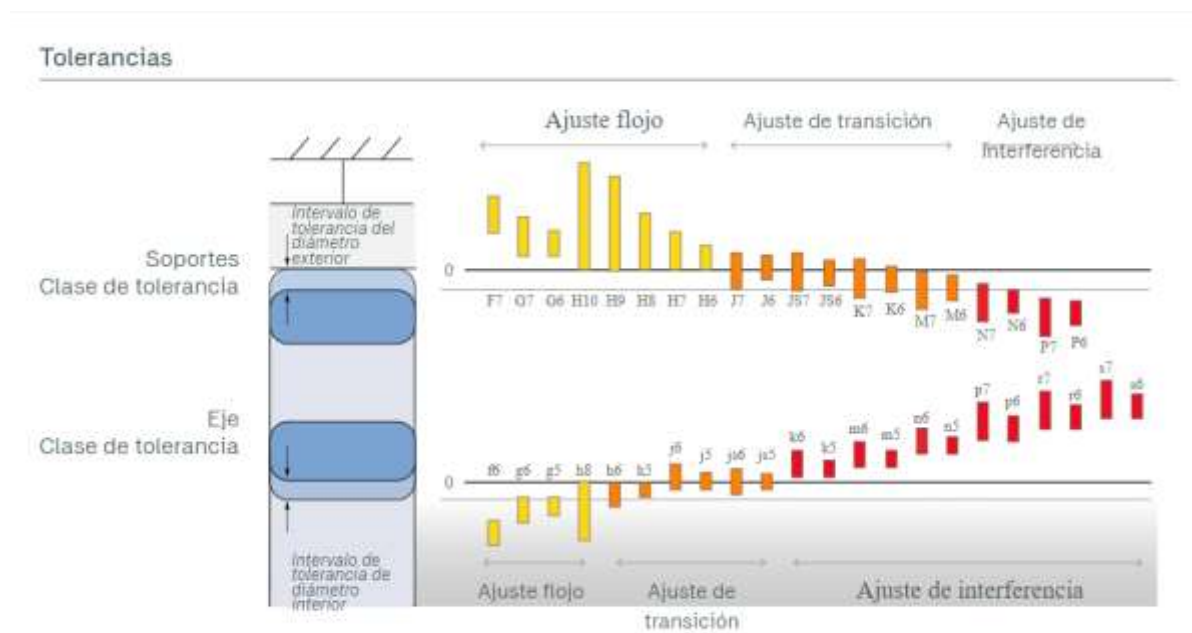 Tolerancias
Ajuste flojo
Ajuste de transición
Ajuste de
Interferencia
Intervalo de
tolerancia del
diámetro
exterior
Soportes
Clase de tolerancia
0
F7 G7 G6 H10 H9 H8 H7 H6 J7 J6 JS7 JS6 K7 K6 M7 M6 N7 N6 P7 P6
Eje
Clase de tolerancia
0
f6 g6 g5 h8 h6 h5 j6 j5 js6 js5 k6 k5 m6 m5 n6 n5 p7 p6 r7 r6 s7 s6
Intervalo de
tolerancia de
diámetro
interior
Ajuste flojo
Ajuste de
transición
Ajuste de interferencia